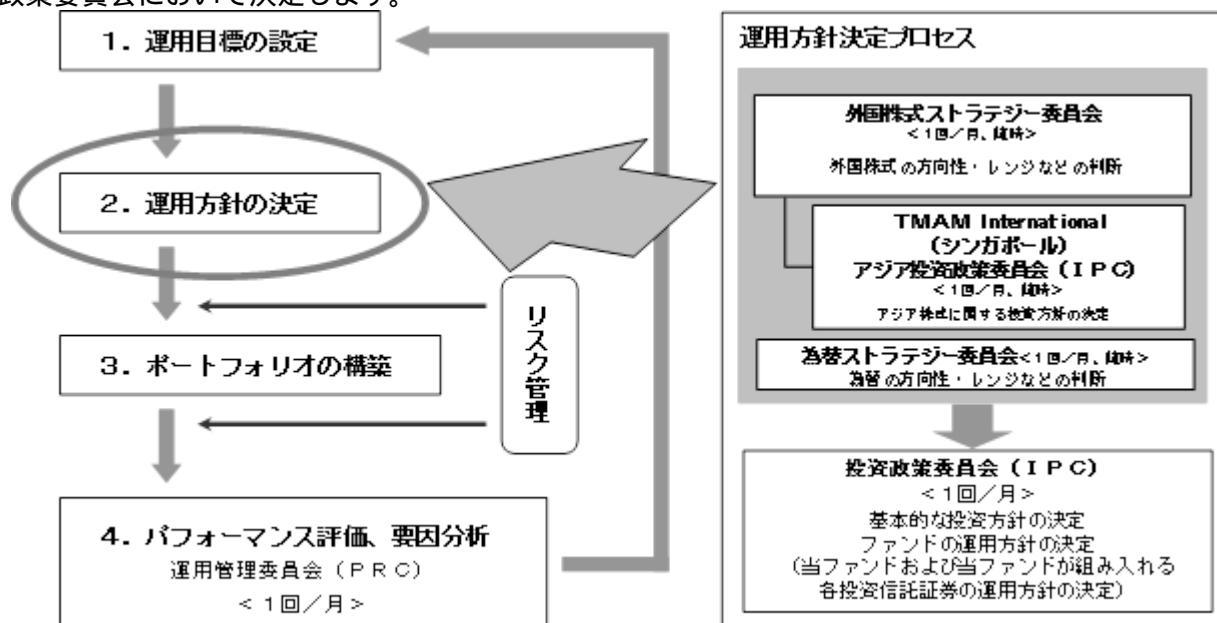 政策委員会において決定します。
1．運用目標の設定
2．運用方針の決定
3．ポートフォリオの構築
4．パフォーマンス評価、要因分析
運用管理委員会（ＰＲＣ）
＜1回／月＞
リスク管理
運用方針決定プロセス
外国株式ストラテジー委員会
＜1回／月、臨時＞
外国株式の方向性・レンジなどの判断
TMAM International
（シンガポール）
アジア投資政策委員会（ＩＰＣ）
＜1回／月、臨時＞
アジア株式に関する投資方針の決定
為替ストラテジー委員会＜1回／月、臨時＞
為替の方向性・レンジなどの判断
投資政策委員会（ＩＰＣ）
＜1回／月＞
基本的な投資方針の決定
ファンドの運用方針の決定
（当ファンドおよび当ファンドが組み入れる
各投資信託証券の運用方針の決定）